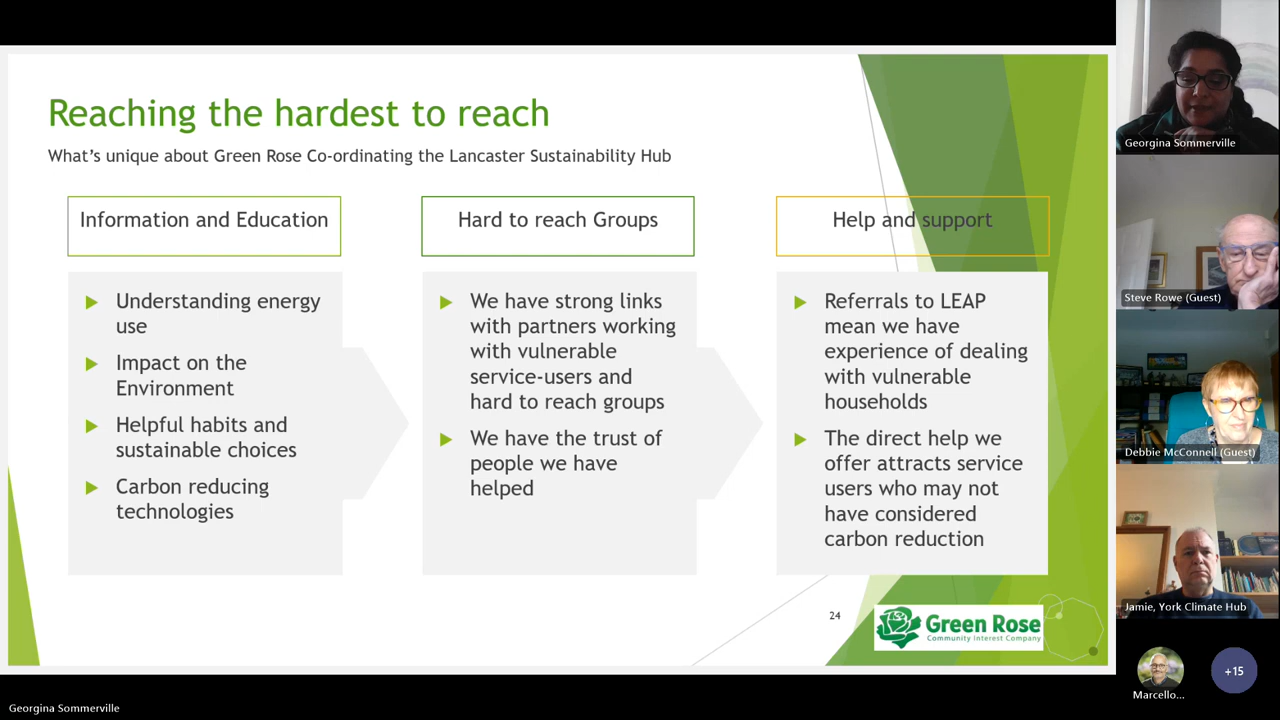 Reaching the hardest to reach
What's unique about Green Rose Co-ordinating the Lancaster Sustainability Hub
Information and Education
Understanding energy
use
Impact on the
Environment
Helpful habits and
sustainable choices
Carbon reducing
technologies
Hard to reach Groups
We have strong links
with partners working
with vulnerable
service-users and
hard to reach groups
We have the trust of
people we have
helped
Help and support
Referrals to LEAP
mean we have
experience of dealing
with vulnerable
households
The direct help we
offer attracts service
users who may not
have considered
carbon reduction
24
Green Rose
Community Interest Company
Georgina Sommerville
Steve Rowe (Guest)
Debbie McConnell (Guest)
Jamie, York Climate Hub
Marcello...
+15
Georgina Sommerville